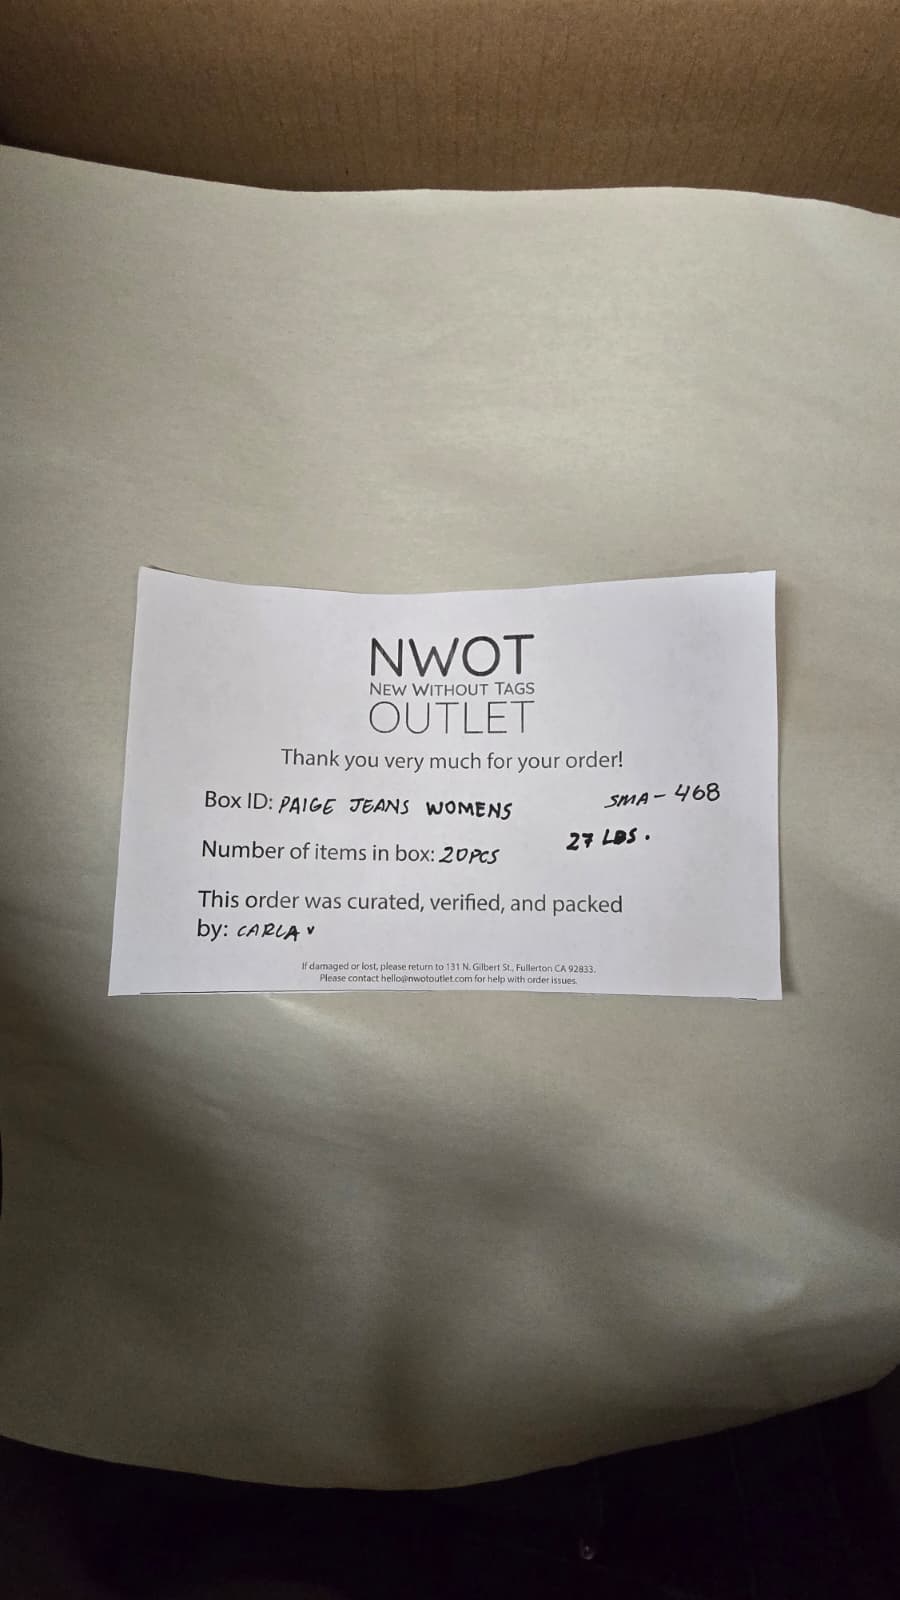 NWOT
NEW WITHOUT TAGS
OUTLET
Thank you very much for your order!
Box ID: PAIGE JEANS WOMENS SMA-468
Number of items in box: 20PCS 27 LBS.
This order was curated, verified, and packed
by: CARLA
If damaged or lost, please return to 131 N. Gilbert St., Fullerton CA 92833.
Please contact hello@nwotoutlet.com for help with order issues.